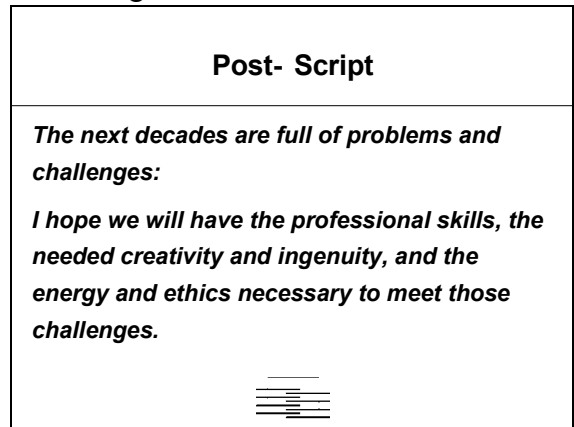 Post- Script
The next decades are full of problems and
challenges:
I hope we will have the professional skills, the
needed creativity and ingenuity, and the
energy and ethics necessary to meet those
challenges.